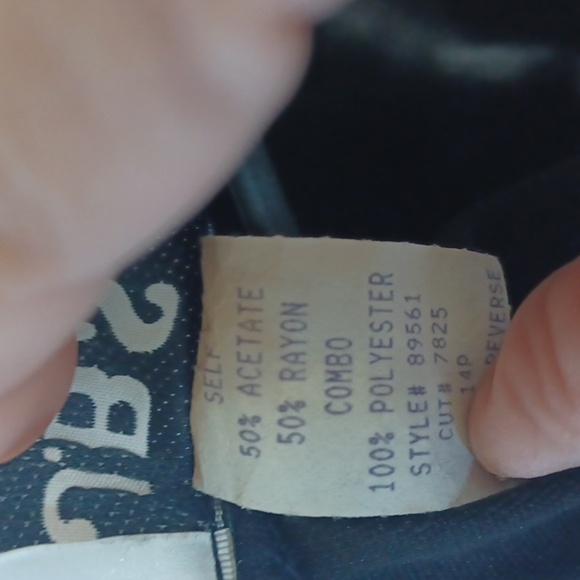 SELF
50% ACETATE
50% RAYON
COMBO
100% POLYESTER
STYLE# 89561
CUT# 7825
14P
REVERSE